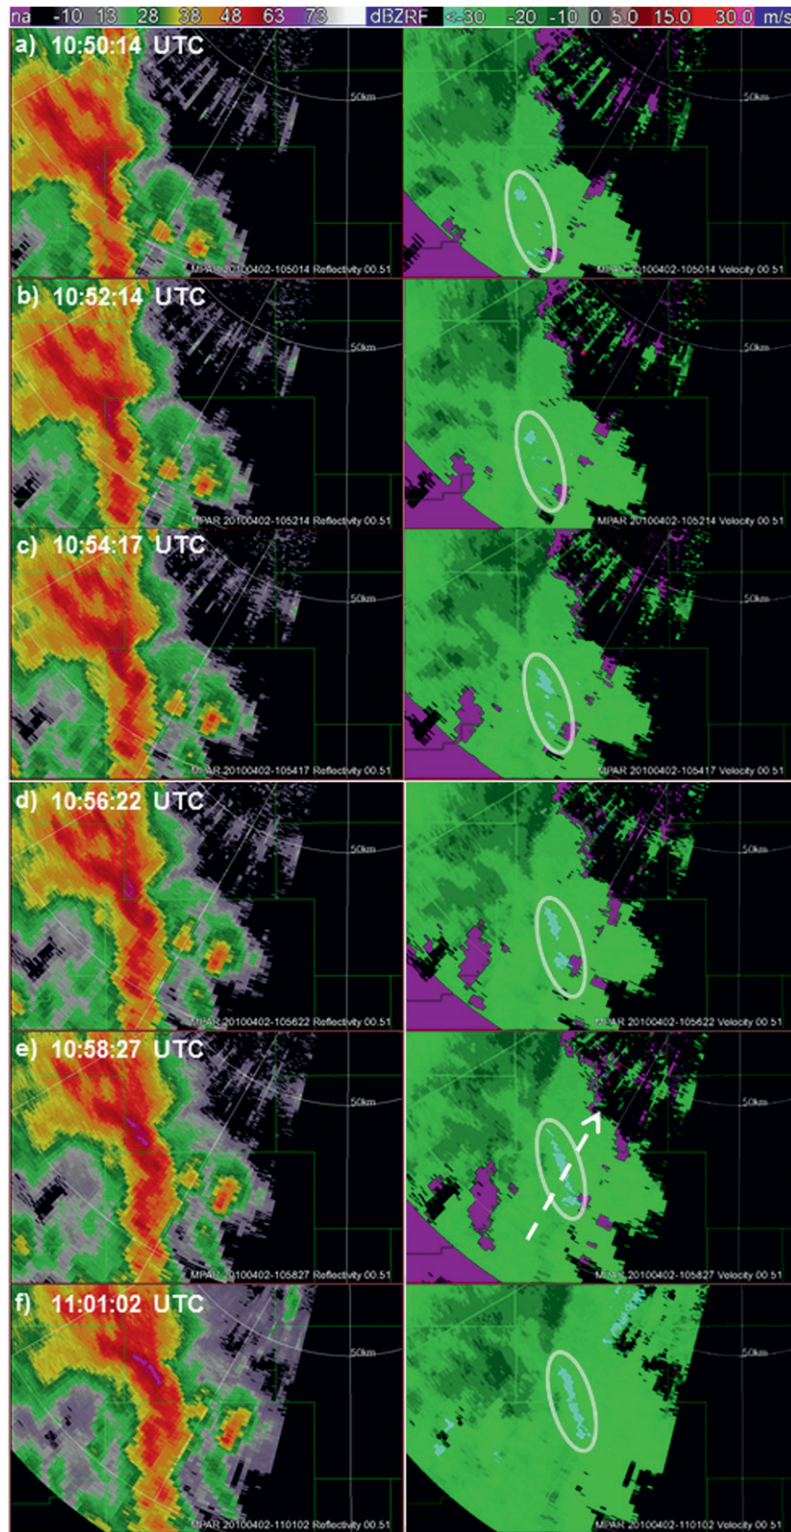 na -10 13 28 38 48 63 73 dBZ RF <-30 -20 -10 0 5.0 15.0 30.0 m/s
a) 10:50:14 UTC
50km
50km
MPAR 20100402-105014 Reflectivity 00.51
MPAR 20100402-105014 Velocity 00.51
b) 10:52:14 UTC
50km
50km
MPAR 20100402-105214 Reflectivity 00.51
MPAR 20100402-105214 Velocity 00.51
c) 10:54:17 UTC
50km
50km
MPAR 20100402-105417 Reflectivity 00.51
MPAR 20100402-105417 Velocity 00.51
d) 10:56:22 UTC
50km
50km
MPAR 20100402-105622 Reflectivity 00.51
MPAR 20100402-105622 Velocity 00.51
e) 10:58:27 UTC
50km
50km
MPAR 20100402-105827 Reflectivity 00.51
MPAR 20100402-105827 Velocity 00.51
f) 11:01:02 UTC
50km
50km
MPAR 20100402-110102 Reflectivity 00.51
MPAR 20100402-110102 Velocity 00.51